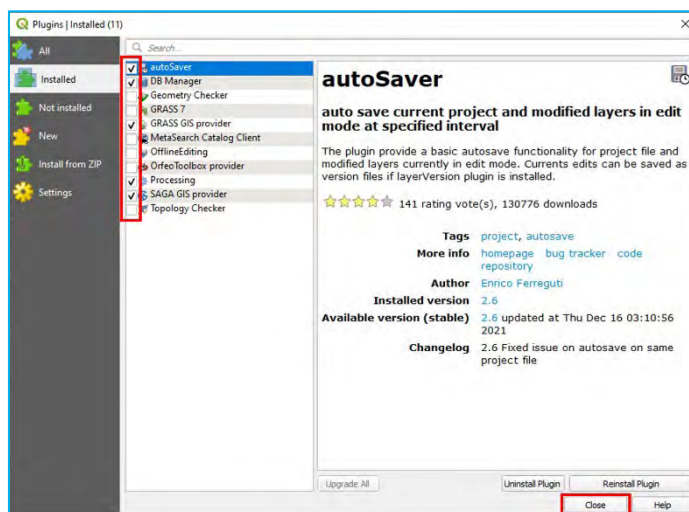 Plugins | Installed (11)
All
Installed
Not installed
New
Install from ZIP
Settings
Search...
autoSaver
DB Manager
Geometry Checker
GRASS 7
GRASS GIS provider
MetaSearch Catalog Client
OfflineEditing
OrfeoToolbox provider
Processing
SAGA GIS provider
Topology Checker
autoSaver
auto save current project and modified layers in edit
mode at specified interval
The plugin provide a basic autosave functionality for project file and
modified layers currently in edit mode. Currents edits can be saved as
version files if layerVersion plugin is installed.
141 rating vote(s), 130776 downloads
Tags project, autosave
More info homepage bug tracker code
repository
Author Enrico Ferreguti
Installed version 2.6
Available version (stable) 2.6 updated at Thu Dec 16 03:10:56
2021
Changelog 2.6 Fixed issue on autosave on same
project file
Upgrade All Uninstall Plugin Reinstall Plugin
Close Help